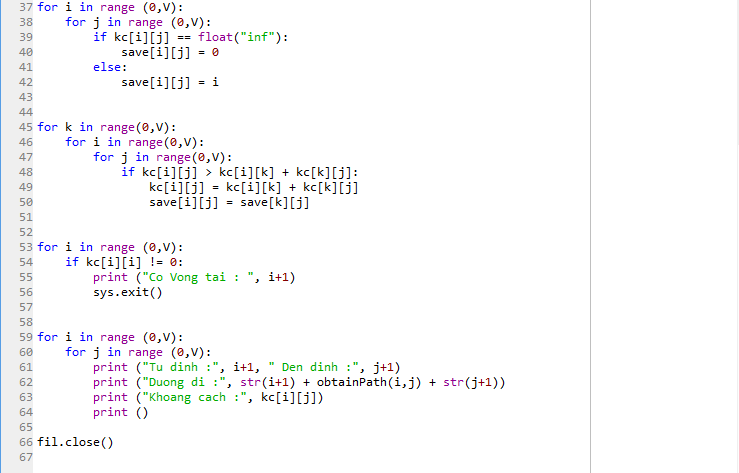 37 for i in range (0,V):
38     for j in range (0,V):
39         if kc[i][j] == float("inf"):
40             save[i][j] = 0
41         else:
42             save[i][j] = i
43
44
45 for k in range(0,V):
46     for i in range(0,V):
47         for j in range(0,V):
48             if kc[i][j] > kc[i][k] + kc[k][j]:
49                 kc[i][j] = kc[i][k] + kc[k][j]
50                 save[i][j] = save[k][j]
51
52
53 for i in range (0,V):
54     if kc[i][i] != 0:
55         print ("Co Vong tai : ", i+1)
56         sys.exit()
57
58
59 for i in range (0,V):
60     for j in range (0,V):
61         print ("Tu dinh :", i+1, " Den dinh :", j+1)
62         print ("Duong di :", str(i+1) + obtainPath(i,j) + str(j+1))
63         print ("Khoang cach :", kc[i][j])
64         print ()
65
66 fil.close()
67